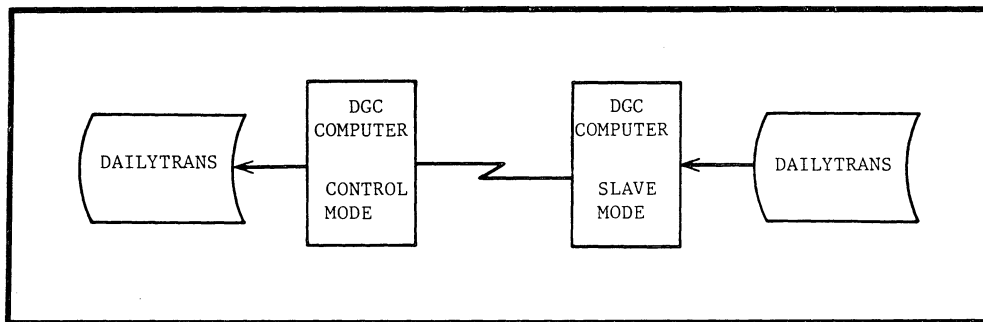 DAILYTRANS
DGC
COMPUTER
CONTROL
MODE
DGC
COMPUTER
SLAVE
MODE
DAILYTRANS